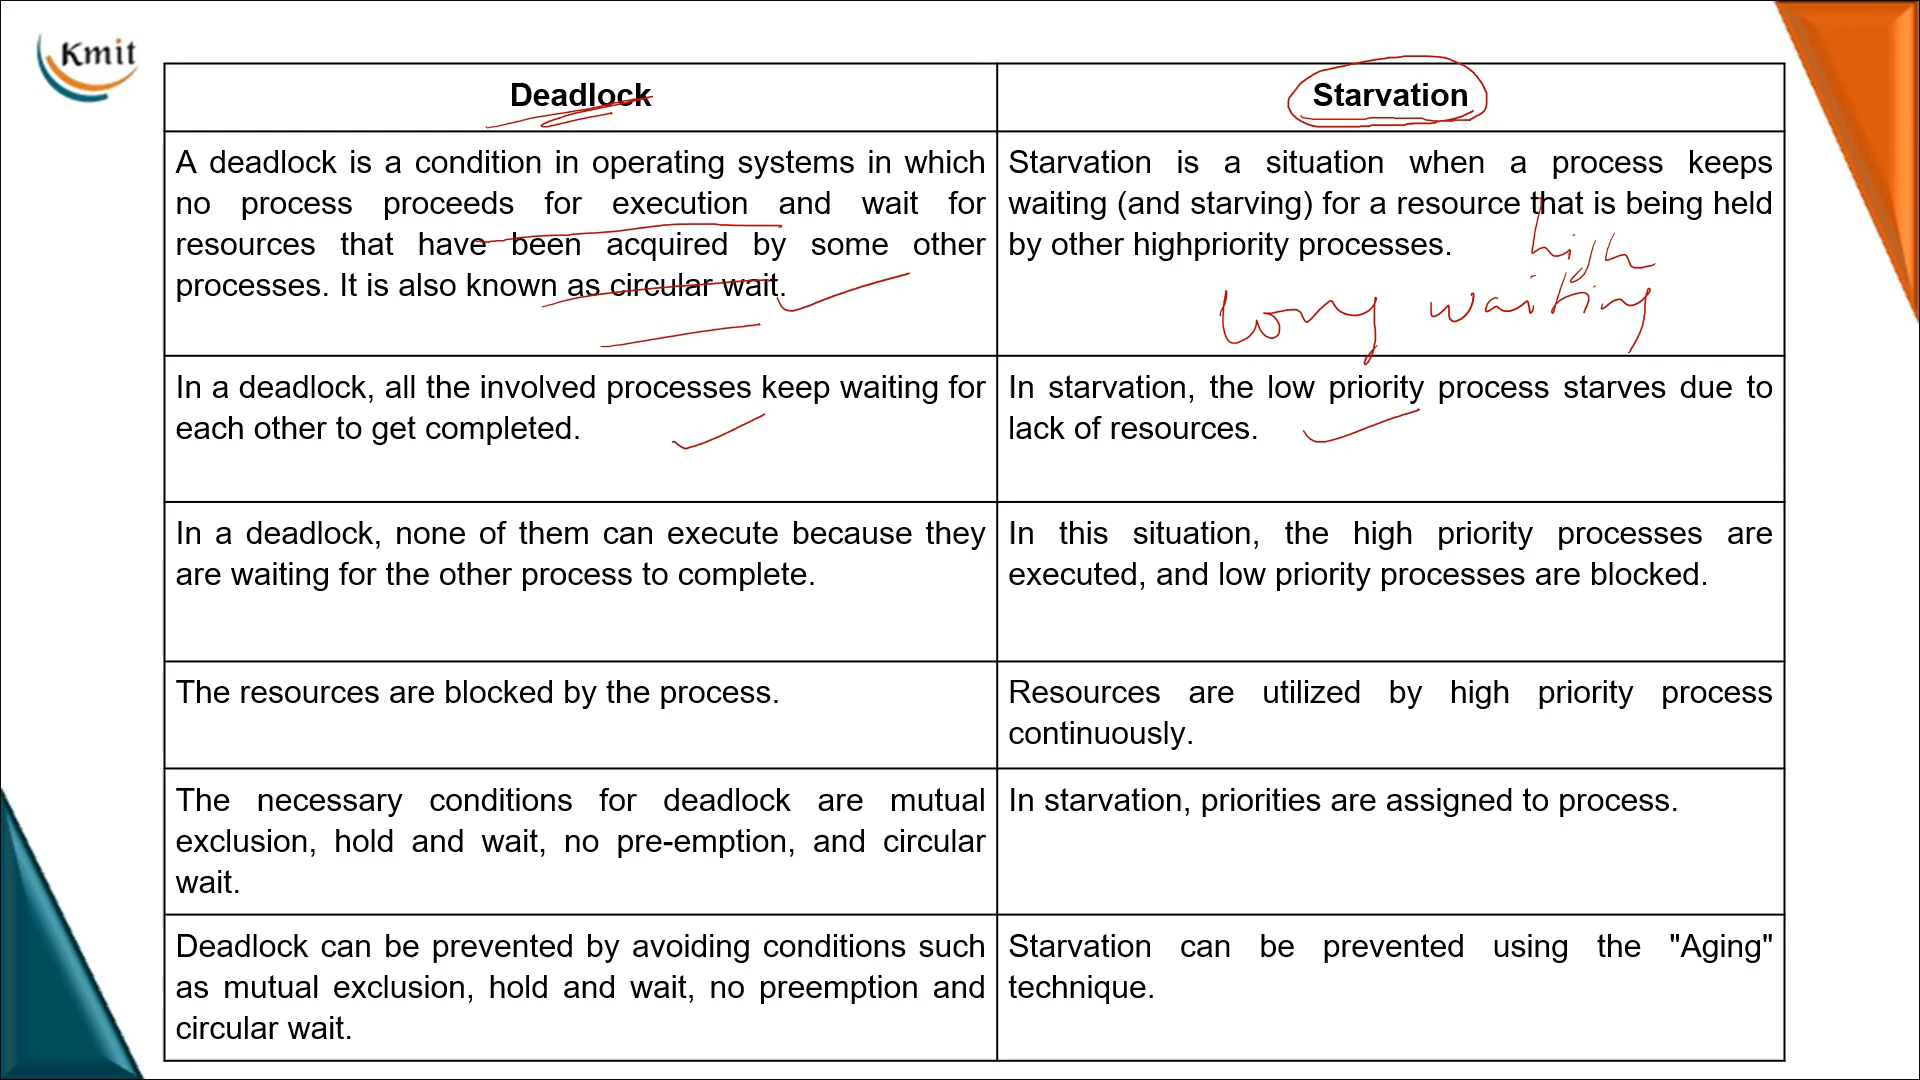 Kmit
Deadlock
Starvation
A deadlock is a condition in operating systems in which
no process proceeds for execution and wait for
resources that have been acquired by some other
processes. It is also known as circular wait.
Starvation is a situation when a process keeps
waiting (and starving) for a resource that is being held
by other highpriority processes.
high
long waiting
In a deadlock, all the involved processes keep waiting for
each other to get completed.
In starvation, the low priority process starves due to
lack of resources.
In a deadlock, none of them can execute because they
are waiting for the other process to complete.
In this situation, the high priority processes are
executed, and low priority processes are blocked.
The resources are blocked by the process.
Resources are utilized by high priority process
continuously.
The necessary conditions for deadlock are mutual
exclusion, hold and wait, no pre-emption, and circular
wait.
In starvation, priorities are assigned to process.
Deadlock can be prevented by avoiding conditions such
as mutual exclusion, hold and wait, no preemption and
circular wait.
Starvation can be prevented using the "Aging"
technique.